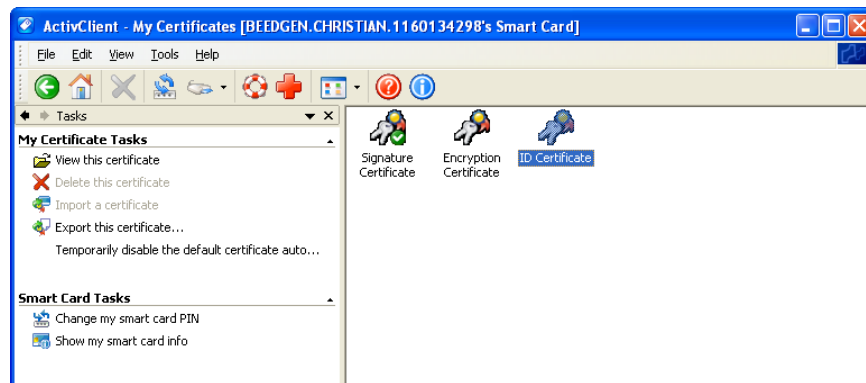 ActivClient - My Certificates [BEEDGEN.CHRISTIAN.1160134298's Smart Card]
File Edit View Tools Help
Tasks
My Certificate Tasks
View this certificate
Delete this certificate
Import a certificate
Export this certificate...
Temporarily disable the default certificate auto...
Smart Card Tasks
Change my smart card PIN
Show my smart card info
Signature
Certificate
Encryption
Certificate
ID Certificate